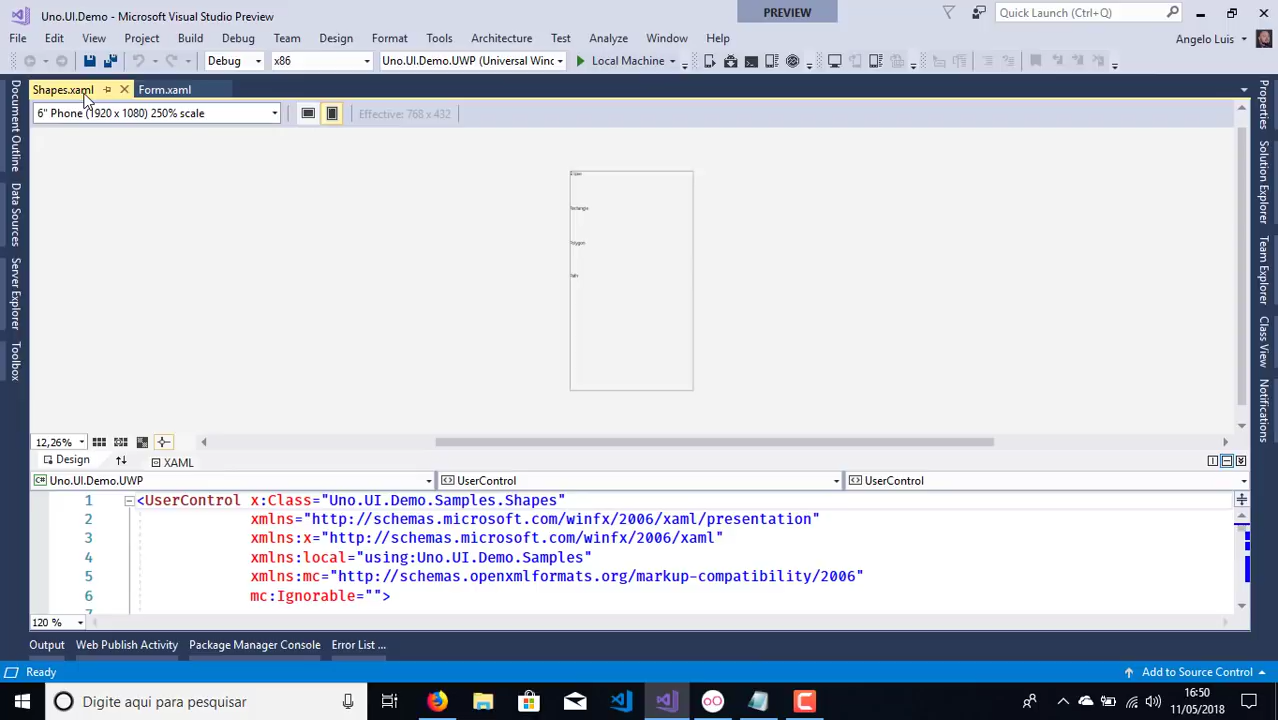 Uno.UI.Demo - Microsoft Visual Studio Preview
PREVIEW
Quick Launch (Ctrl+Q)
File Edit View Project Build Debug Team Format Tools Architecture Test Analyze Window Help
Design
Angelo Luis
Debug x86 Uno.UI.Demo.UWP (Universal Winc Local Machine
Shapes.xaml Form.xaml
6" Phone (1920 x 1080) 250% scale Effective: 768 x 432
Document Outline
Data Sources
Server Explorer
Toolbox
Rectangle
Polygon
Properties
Solution Explorer
Team Explorer
Class View
Notifications
12,26%
Design XAML
Uno.UI.Demo.UWP UserControl UserControl
1 <UserControl x:Class="Uno.UI.Demo.Samples.Shapes"
2 xmlns="http://schemas.microsoft.com/winfx/2006/xaml/presentation"
3 xmlns:x="http://schemas.microsoft.com/winfx/2006/xaml"
4 xmlns:local="using:Uno.UI.Demo.Samples"
5 xmlns:mc="http://schemas.openxmlformats.org/markup-compatibility/2006"
6 mc:Ignorable="">
120 %
Output Web Publish Activity Package Manager Console Error List ...
Ready Add to Source Control
Digite aqui para pesquisar
16:50
11/05/2018